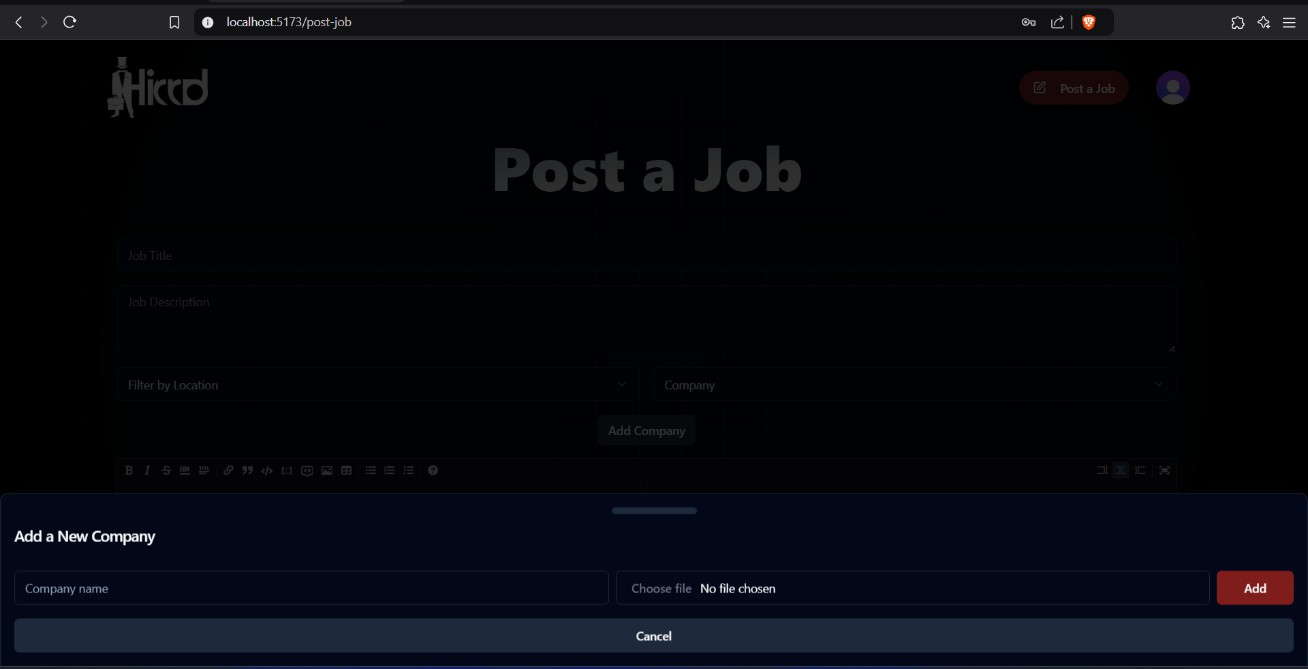 localhost:5173/post-job
Hirrd
Post a Job
Post a Job
Job Title
Job Description
Filter by Location
Company
Add Company
Add a New Company
Company name
Choose file No file chosen
Add
Cancel